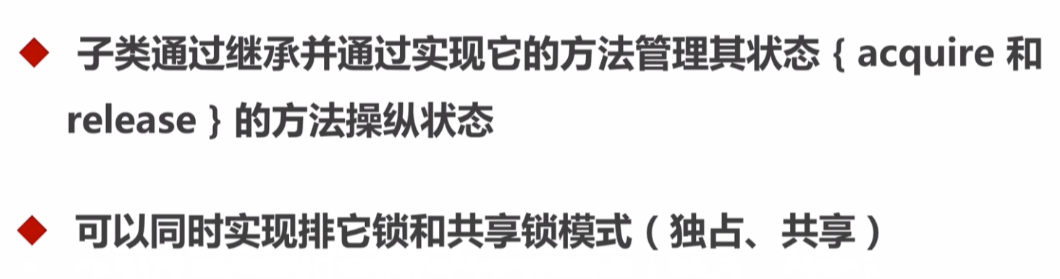 子类通过继承并通过实现它的方法管理其状态 { acquire 和
release } 的方法操纵状态
可以同时实现排它锁和共享锁模式（独占、共享）